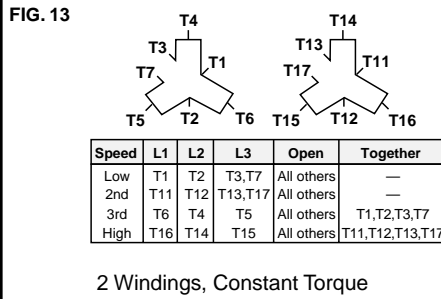 FIG. 13
T4 T14
T3 T13
T1 T11
T7 T17
T5 T2 T6 T15 T12 T16
Speed L1 L2 L3 Open Together
Low T1 T2 T3,T7 All others —
2nd T11 T12 T13,T17 All others —
3rd T6 T4 T5 All others T1,T2,T3,T7
High T16 T14 T15 All others T11,T12,T13,T17
2 Windings, Constant Torque